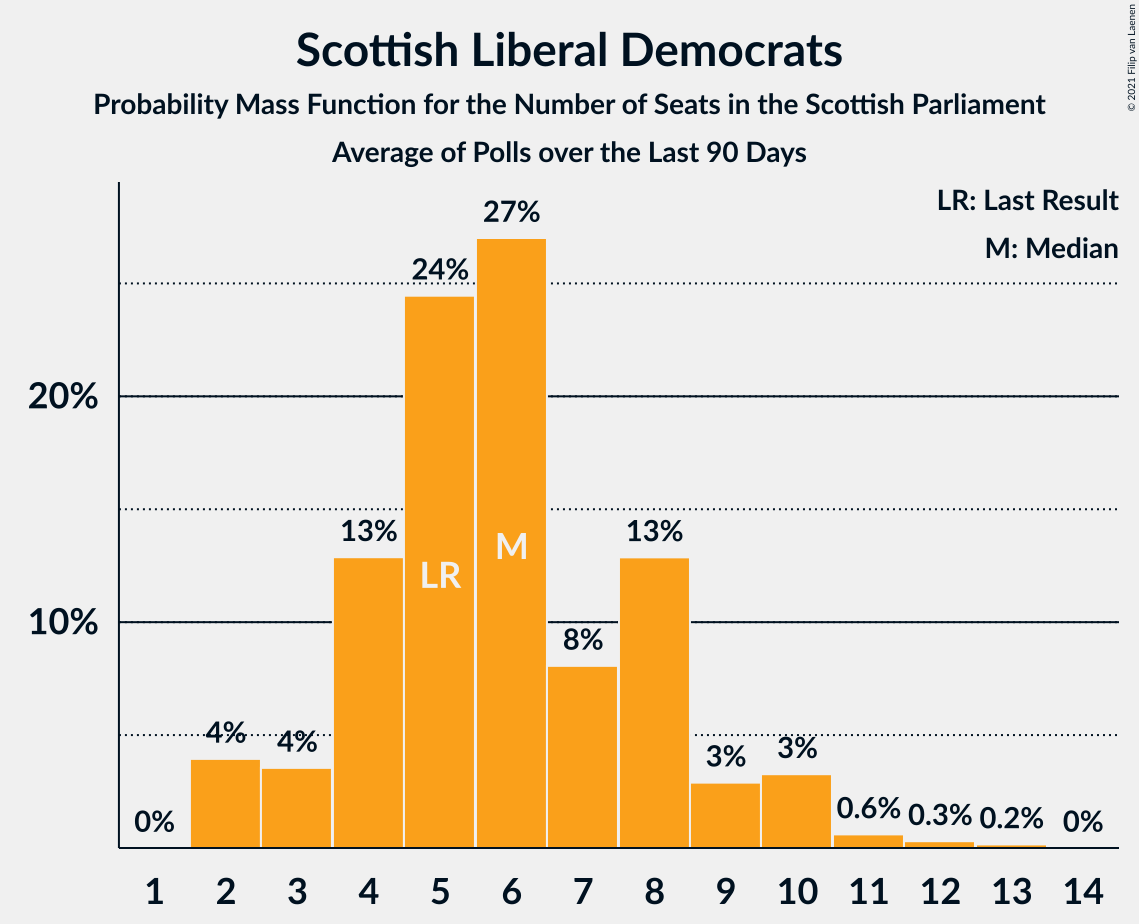 Scottish Liberal Democrats
Probability Mass Function for the Number of Seats in the Scottish Parliament
Average of Polls over the Last 90 Days
© 2021 Filip van Laenen
LR: Last Result
M: Median
27%
24%
20%
13%
13%
M
LR
10%
8%
4%
4%
3%
3%
0%
0.6%
0.3%
0.2%
0%
1 2 3 4 5 6 7 8 9 10 11 12 13 14